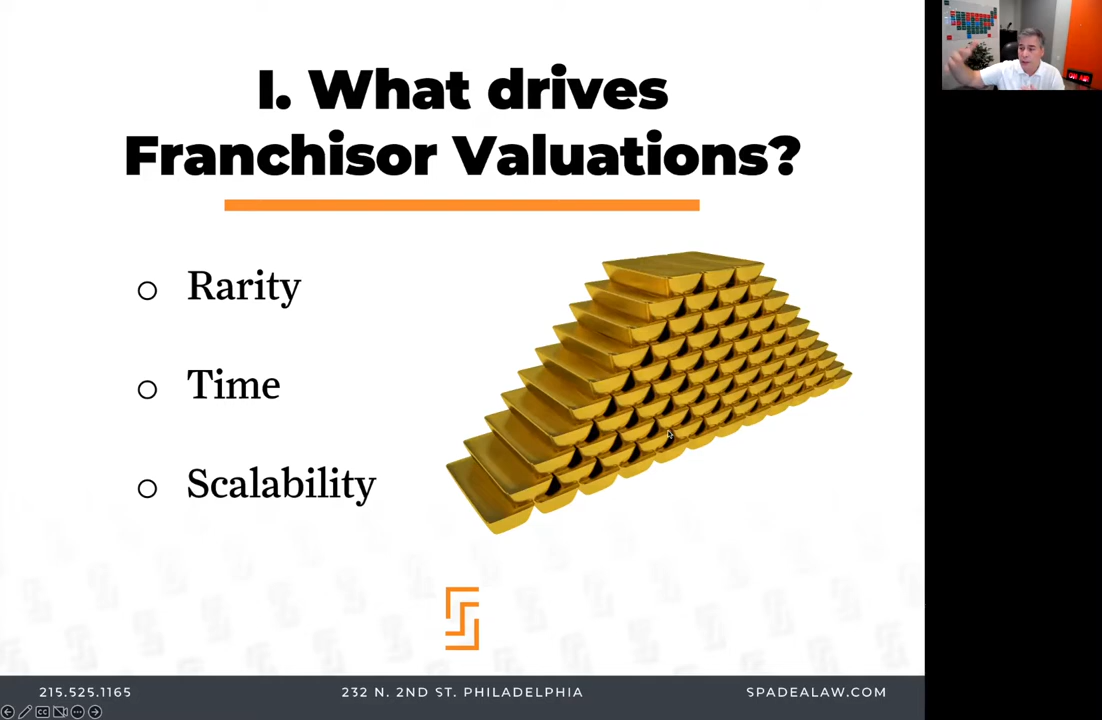 I. What drives
Franchisor Valuations?
Rarity
Time
Scalability
215.525.1165
232 N. 2ND ST. PHILADELPHIA
SPADEALAW.COM